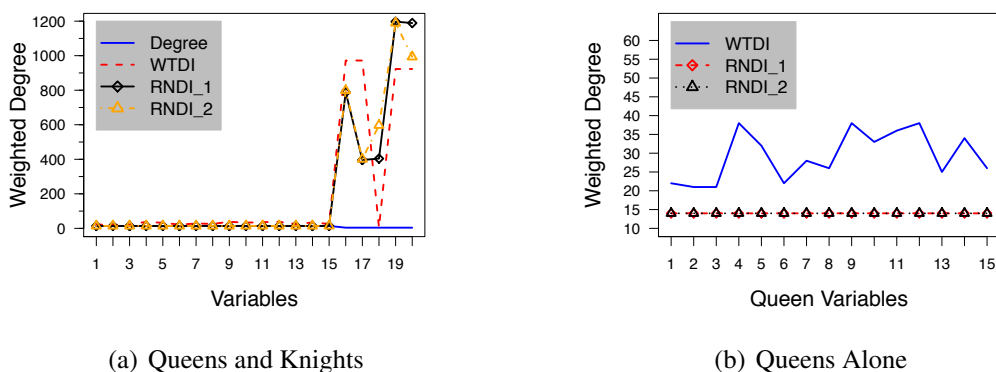 Weighted Degree
1200
1000
800
600
400
200
0
Degree
WTDI
RNDI_1
RNDI_2
1 3 5 7 9 11 13 15 17 19
Variables
(a) Queens and Knights
Weighted Degree
60
55
50
45
40
35
30
25
20
15
10
WTDI
RNDI_1
RNDI_2
1 2 3 4 5 6 7 8 9 11 13 15
Queen Variables
(b) Queens Alone